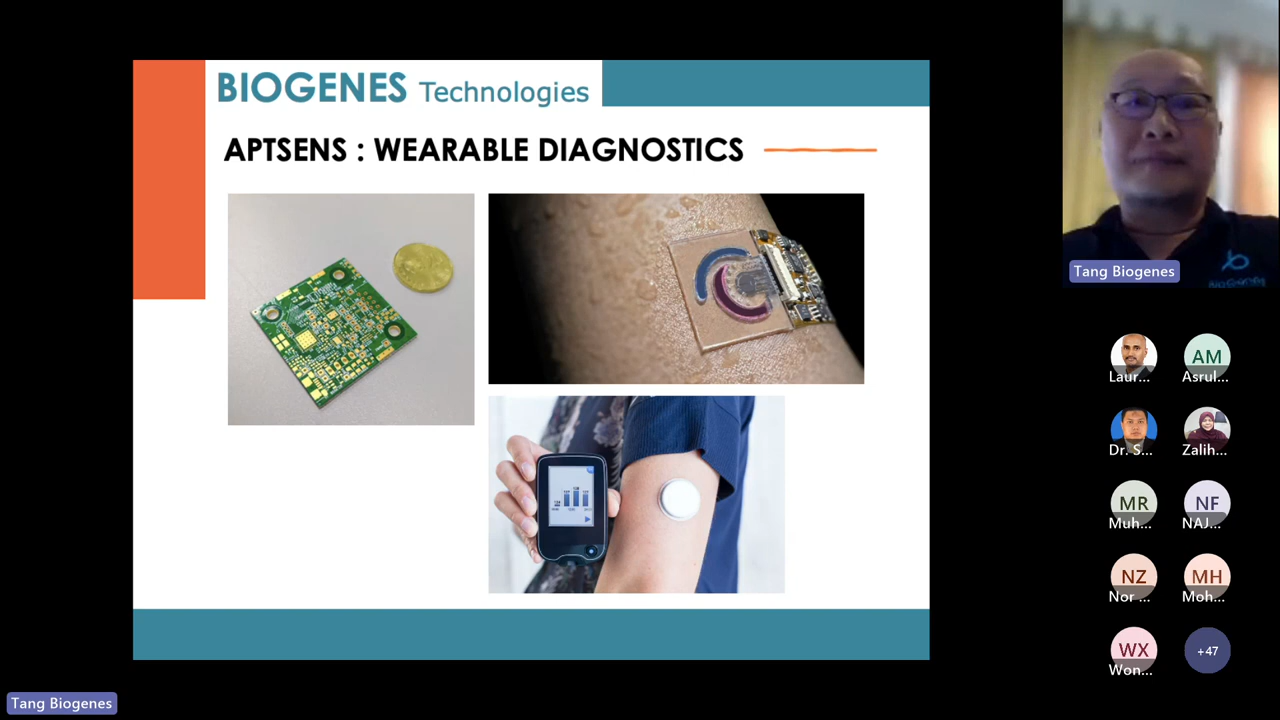 BIOGENES Technologies
APTSENS : WEARABLE DIAGNOSTICS
Tang Biogenes
Laur...
AM
Asrul...
Dr. S...
Zalih...
MR
Muh...
NF
NAJ...
NZ
Nor ...
MH
Moh...
WX
Won...
+47
Tang Biogenes